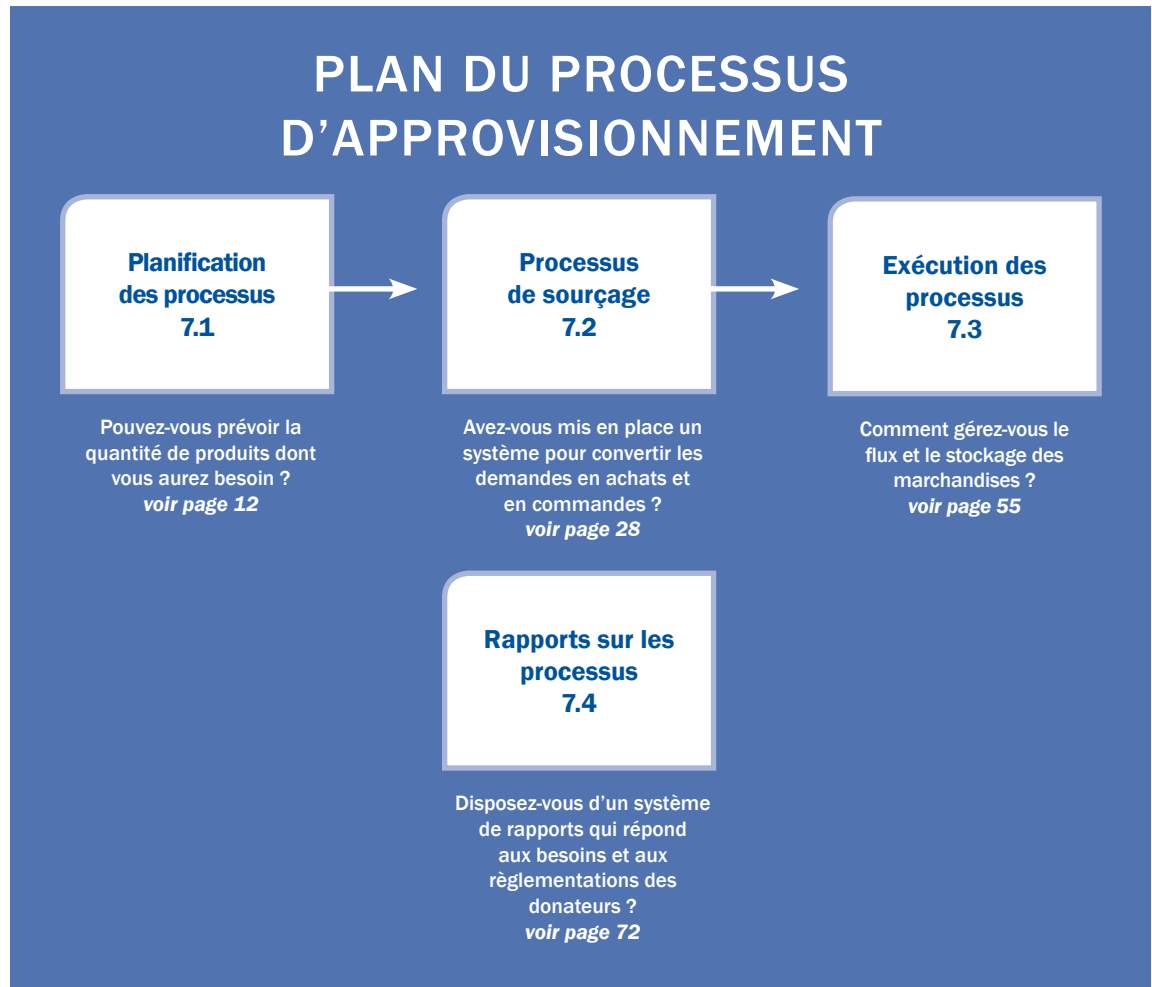 PLAN DU PROCESSUS
D’APPROVISIONNEMENT
Planification
des processus
7.1
Pouvez-vous prévoir la
quantité de produits dont
vous aurez besoin ?
voir page 12
Processus
de sourçage
7.2
Avez-vous mis en place un
système pour convertir les
demandes en achats et
en commandes ?
voir page 28
Exécution des
processus
7.3
Comment gérez-vous le
flux et le stockage des
marchandises ?
voir page 55
Rapports sur les
processus
7.4
Disposez-vous d’un système
de rapports qui répond
aux besoins et aux
règlementations des
donateurs ?
voir page 72